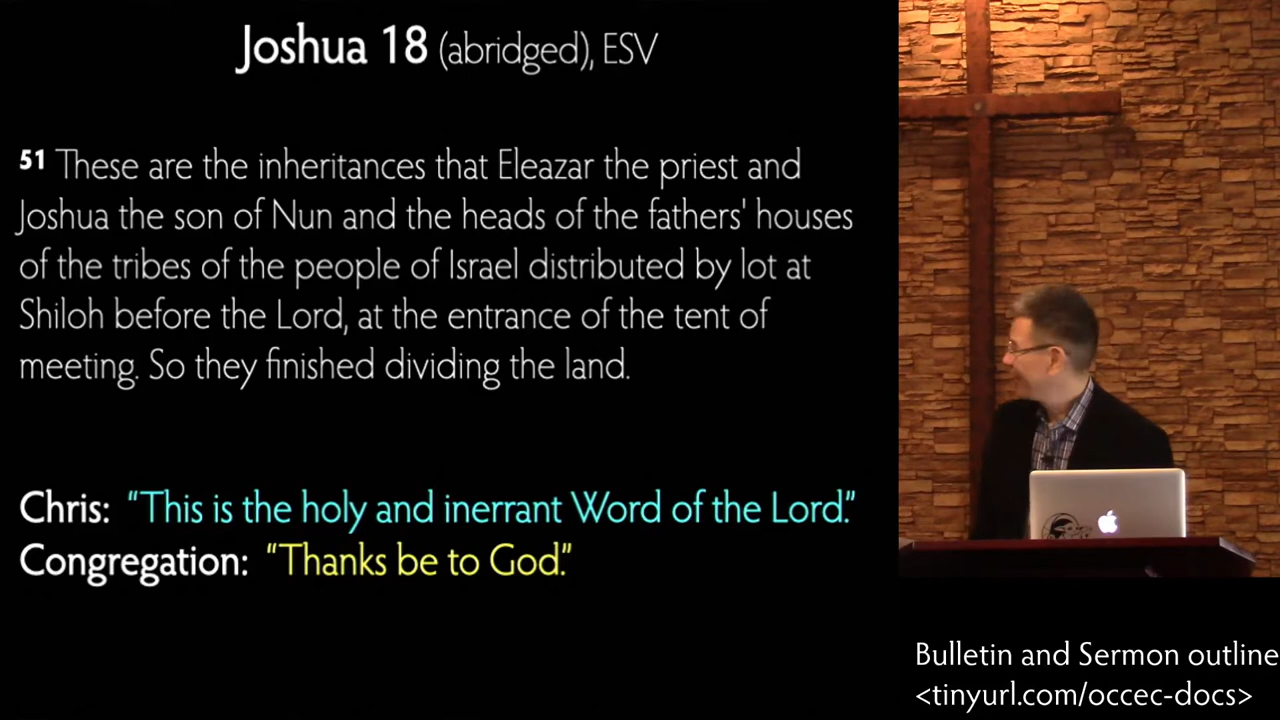 Joshua 18 (abridged), ESV
51 These are the inheritances that Eleazar the priest and
Joshua the son of Nun and the heads of the fathers' houses
of the tribes of the people of Israel distributed by lot at
Shiloh before the Lord, at the entrance of the tent of
meeting. So they finished dividing the land.
Chris: "This is the holy and inerrant Word of the Lord."
Congregation: "Thanks be to God."
Bulletin and Sermon outline
<tinyurl.com/occec-docs>